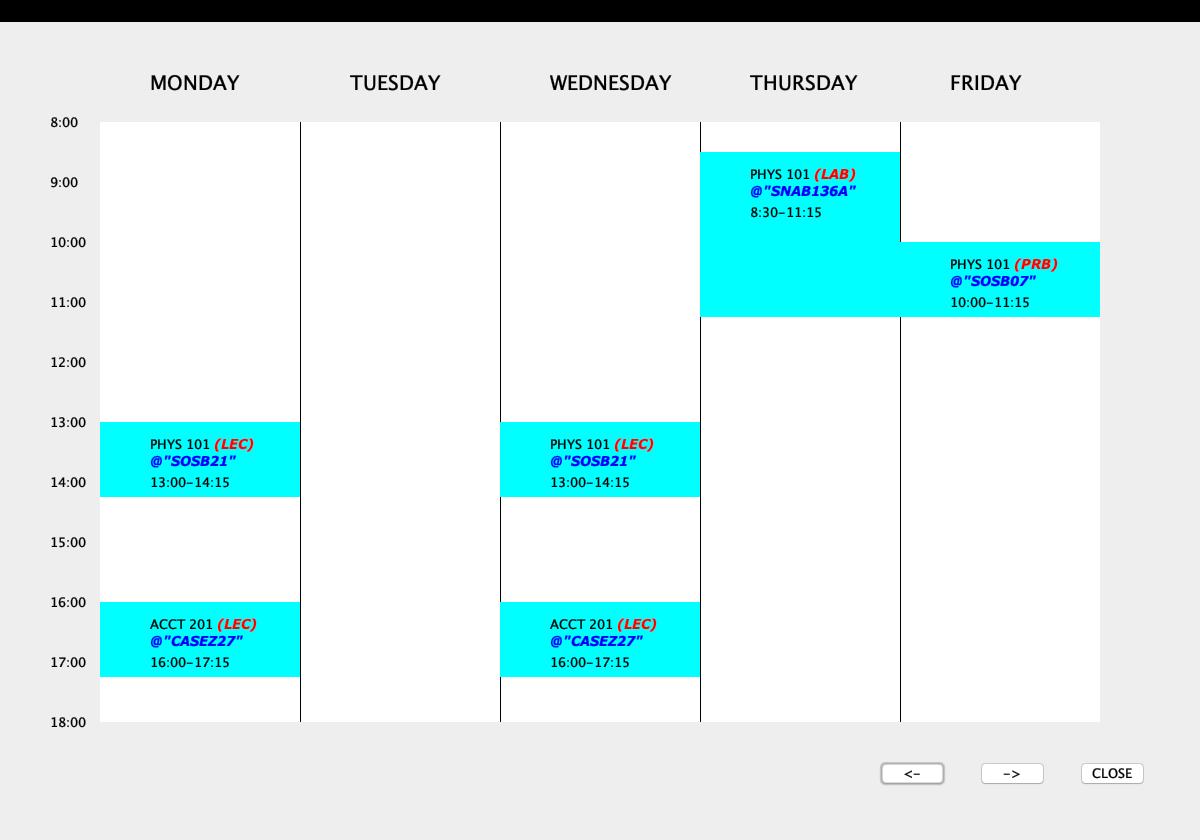 MONDAY TUESDAY WEDNESDAY THURSDAY FRIDAY
8:00
PHYS 101 (LAB)
@"SNAB136A"
9:00
8:30-11:15
10:00
PHYS 101 (PRB)
@"SOSB07"
11:00
10:00-11:15
12:00
13:00
PHYS 101 (LEC) PHYS 101 (LEC)
@"SOSB21" @"SOSB21"
14:00 13:00-14:15 13:00-14:15
15:00
16:00
ACCT 201 (LEC) ACCT 201 (LEC)
@"CASEZ27" @"CASEZ27"
17:00 16:00-17:15 16:00-17:15
18:00
<- -> CLOSE